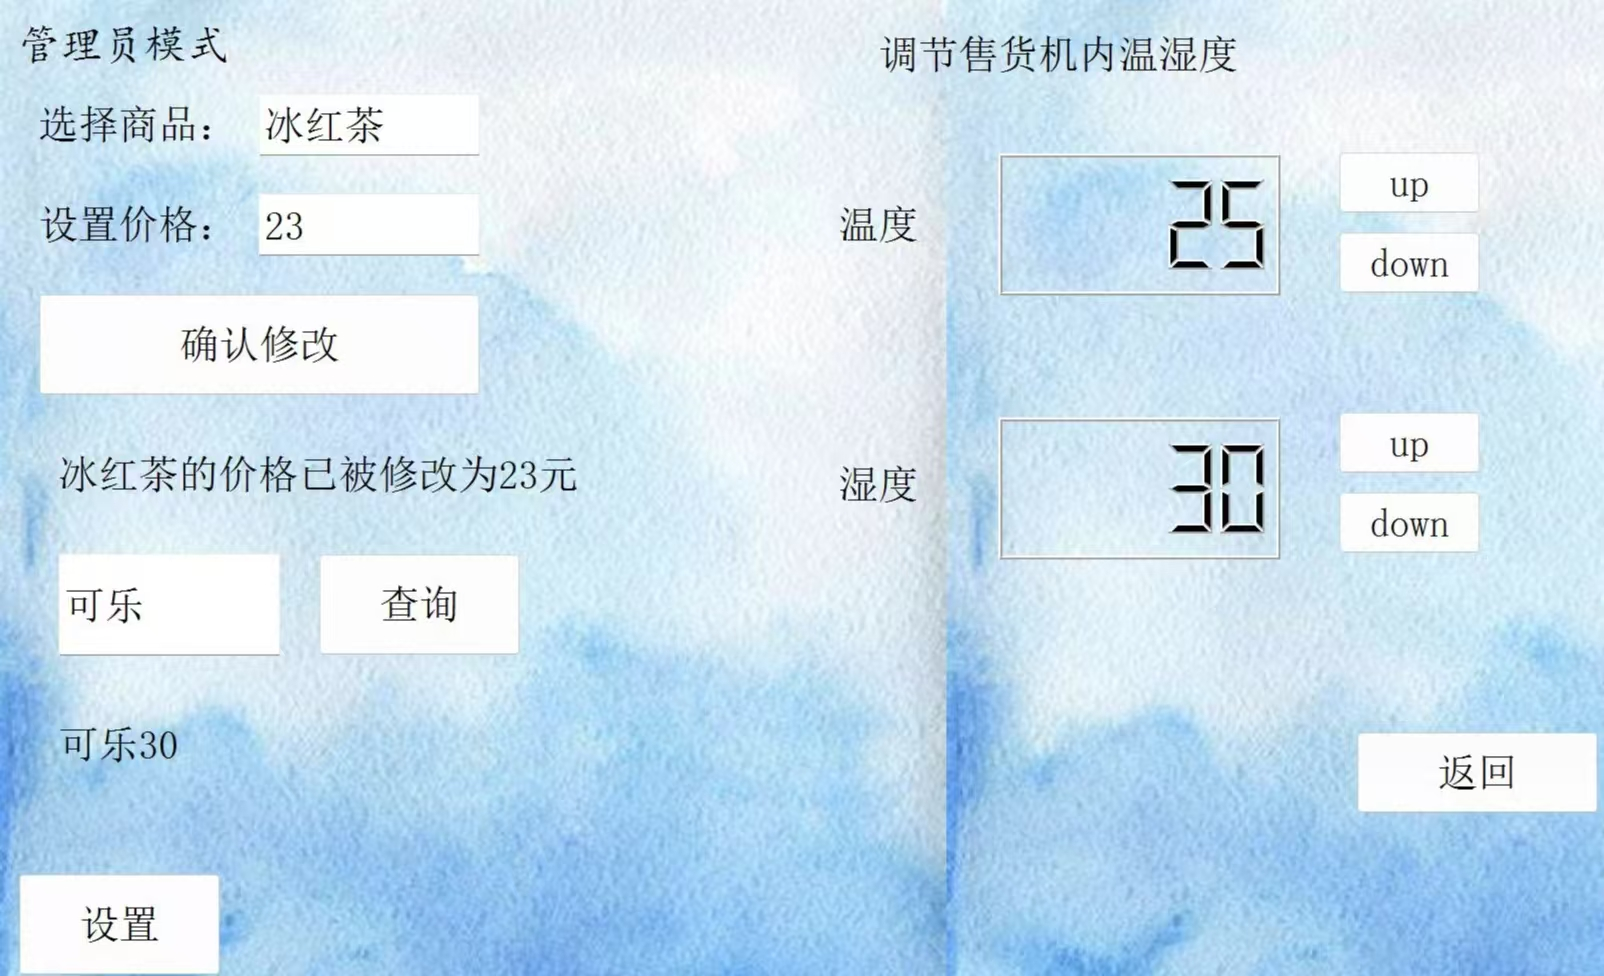 管理员模式
选择商品： 冰红茶
设置价格： 23
确认修改
冰红茶的价格已被修改为23元
可乐 查询
可乐30
设置
调节售货机内温湿度
温度 25 up
down
湿度 30 up
down
返回